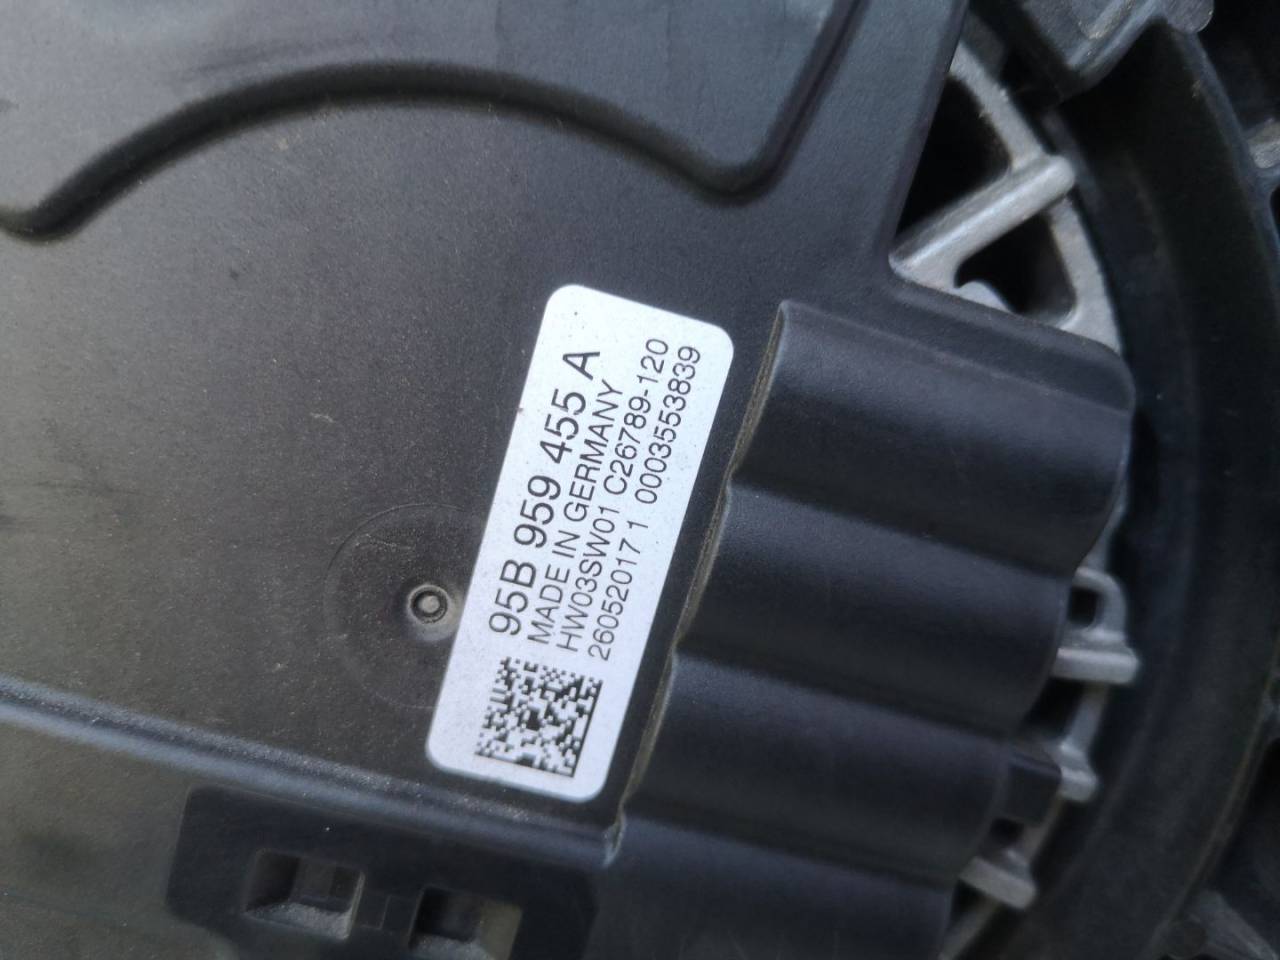 95B 959 455 A
MADE IN GERMANY
HW03SW01 C26789-120
26052017 1 0003553839